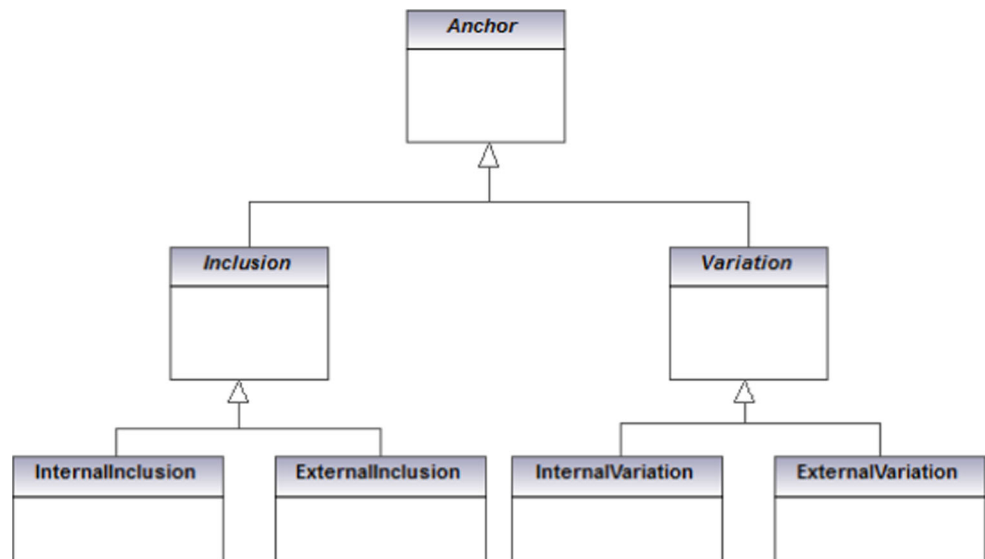 Anchor
Inclusion
Variation
InternalInclusion
ExternalInclusion
InternalVariation
ExternalVariation